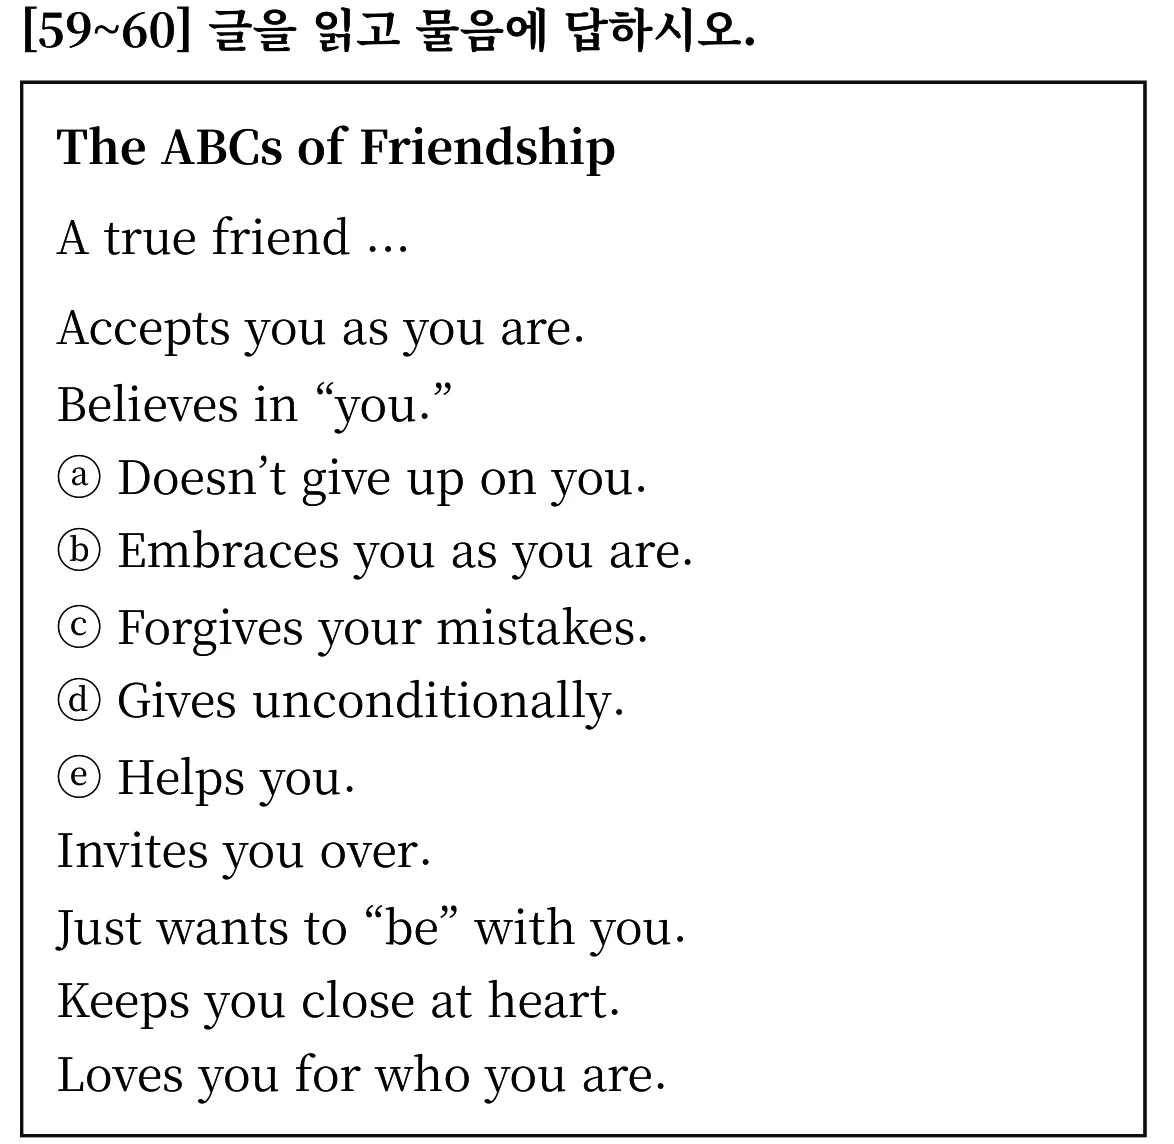 [59~60] 글을 읽고 물음에 답하시오.
The ABCs of Friendship
A true friend …
Accepts you as you are.
Believes in “you.”
ⓐ Doesn’t give up on you.
ⓑ Embraces you as you are.
ⓒ Forgives your mistakes.
ⓓ Gives unconditionally.
ⓔ Helps you.
Invites you over.
Just wants to “be” with you.
Keeps you close at heart.
Loves you for who you are.